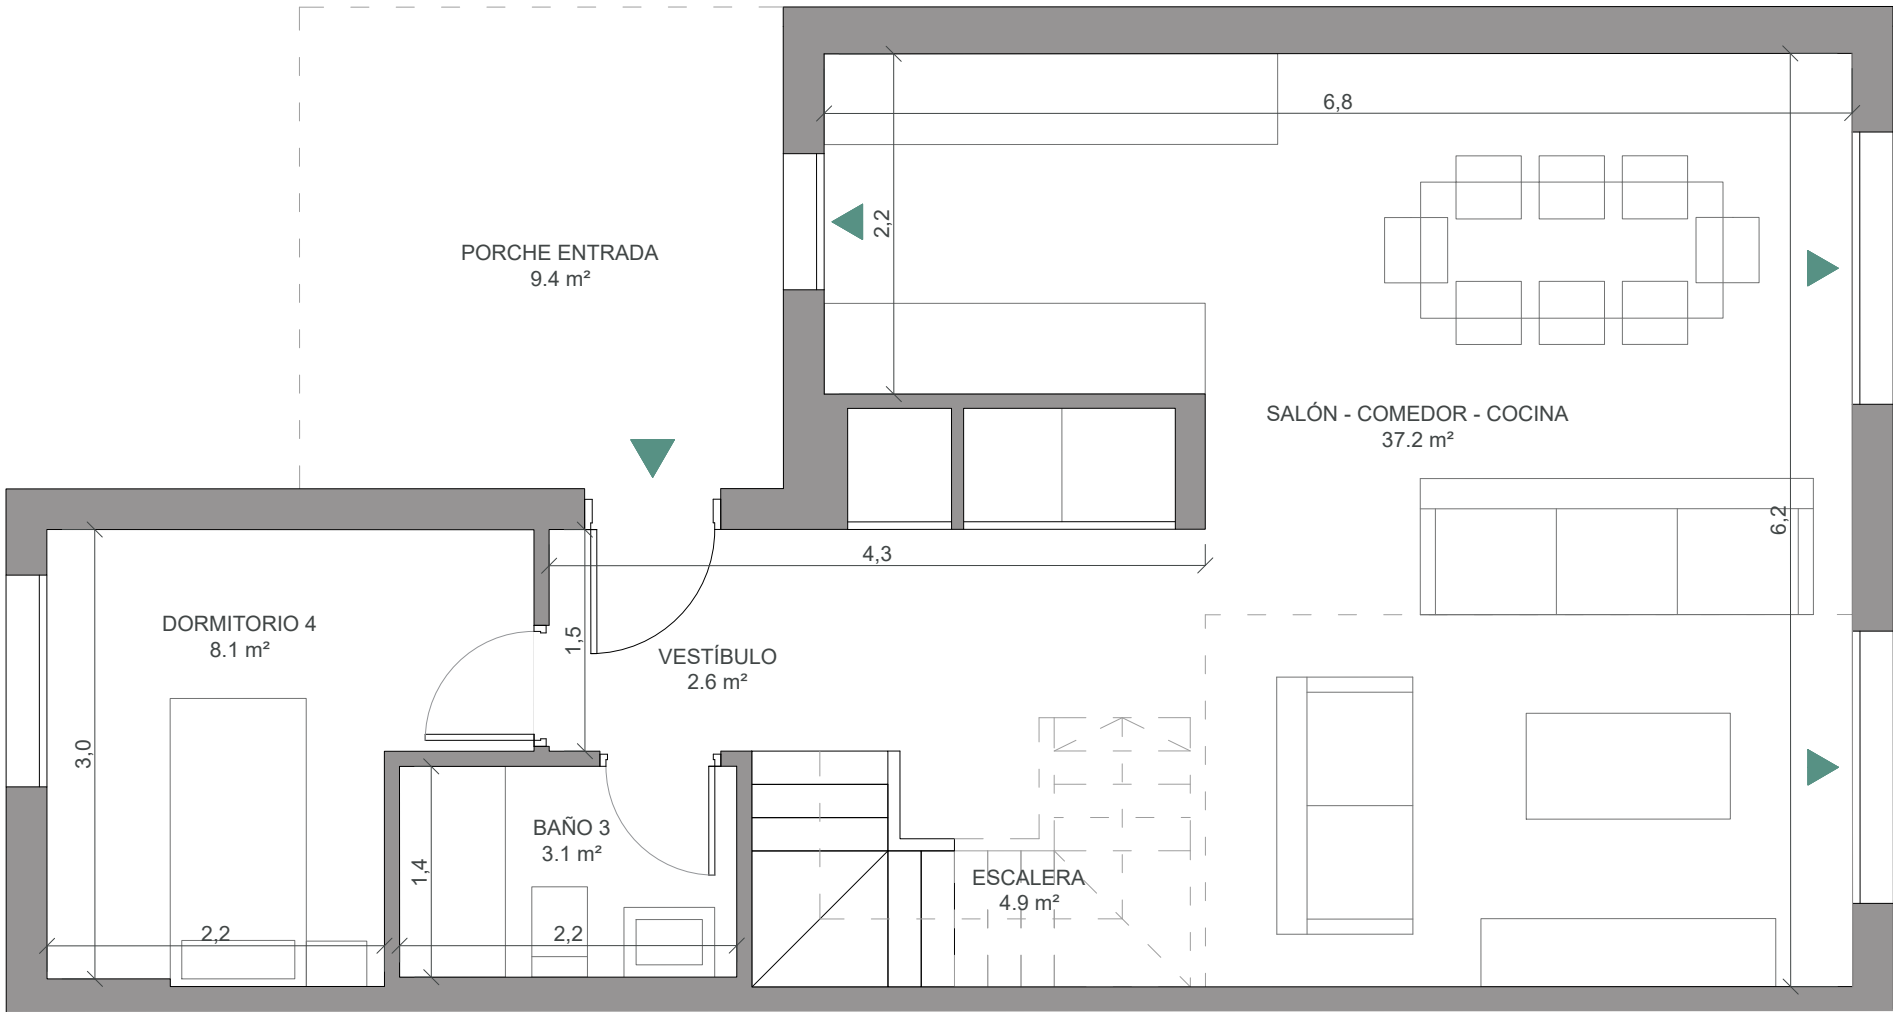 6,8
2,2
PORCHE ENTRADA
9.4 m²
SALÓN - COMEDOR - COCINA
37.2 m²
6,2
4,3
DORMITORIO 4
8.1 m²
1,5
VESTÍBULO
2.6 m²
3,0
BAÑO 3
3.1 m²
1,4
ESCALERA
4.9 m²
2,2
2,2